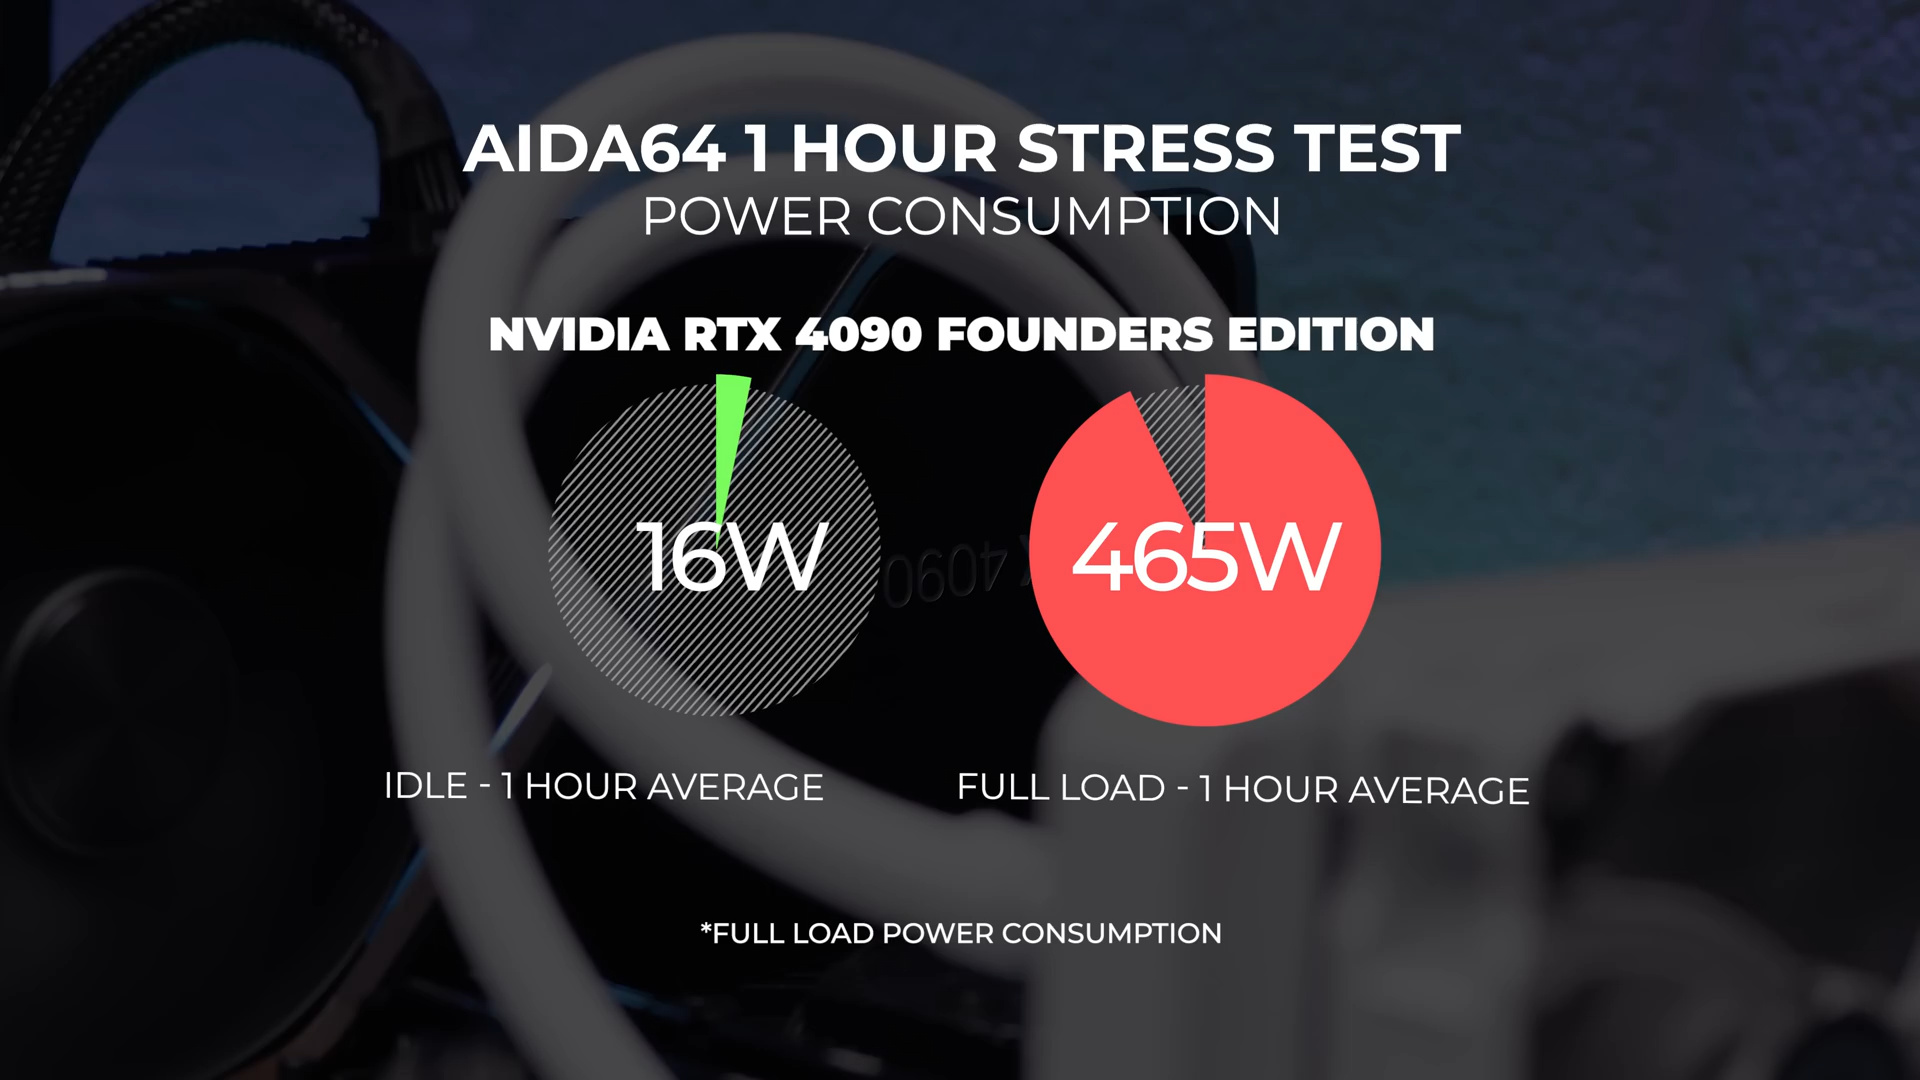 AIDA64 1 HOUR STRESS TEST
POWER CONSUMPTION
NVIDIA RTX 4090 FOUNDERS EDITION
16W
465W
4090
IDLE - 1 HOUR AVERAGE
FULL LOAD - 1 HOUR AVERAGE
*FULL LOAD POWER CONSUMPTION